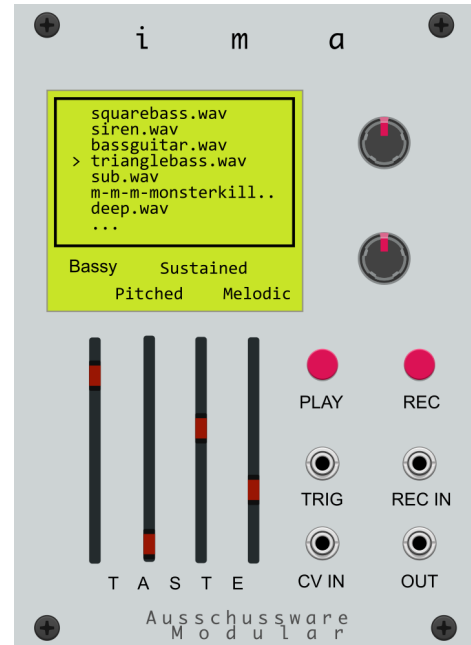 i m a
squarebass.wav
siren.wav
bassguitar.wav
> trianglebass.wav
sub.wav
m-m-m-monsterkill..
deep.wav
...
Bassy Sustained
Pitched Melodic
PLAY REC
TRIG REC IN
CV IN OUT
T A S T E
Ausschussware
Modular